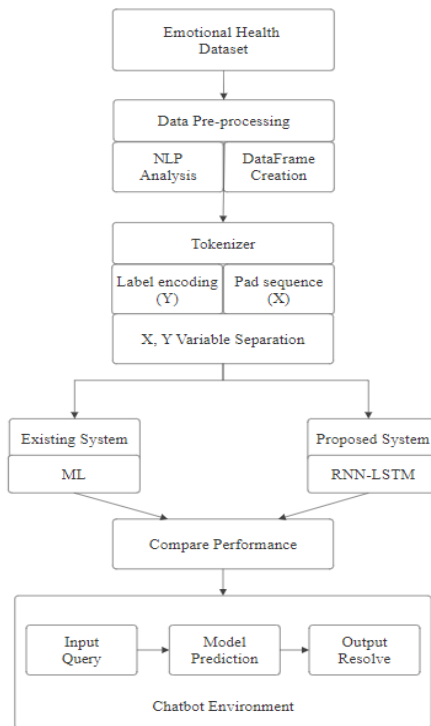 Emotional Health
Dataset
Data Pre-processing
NLP
Analysis
DataFrame
Creation
Tokenizer
Label encoding
(Y)
Pad sequence
(X)
X, Y Variable Separation
Existing System
ML
Proposed System
RNN-LSTM
Compare Performance
Input
Query
Model
Prediction
Output
Resolve
Chatbot Environment